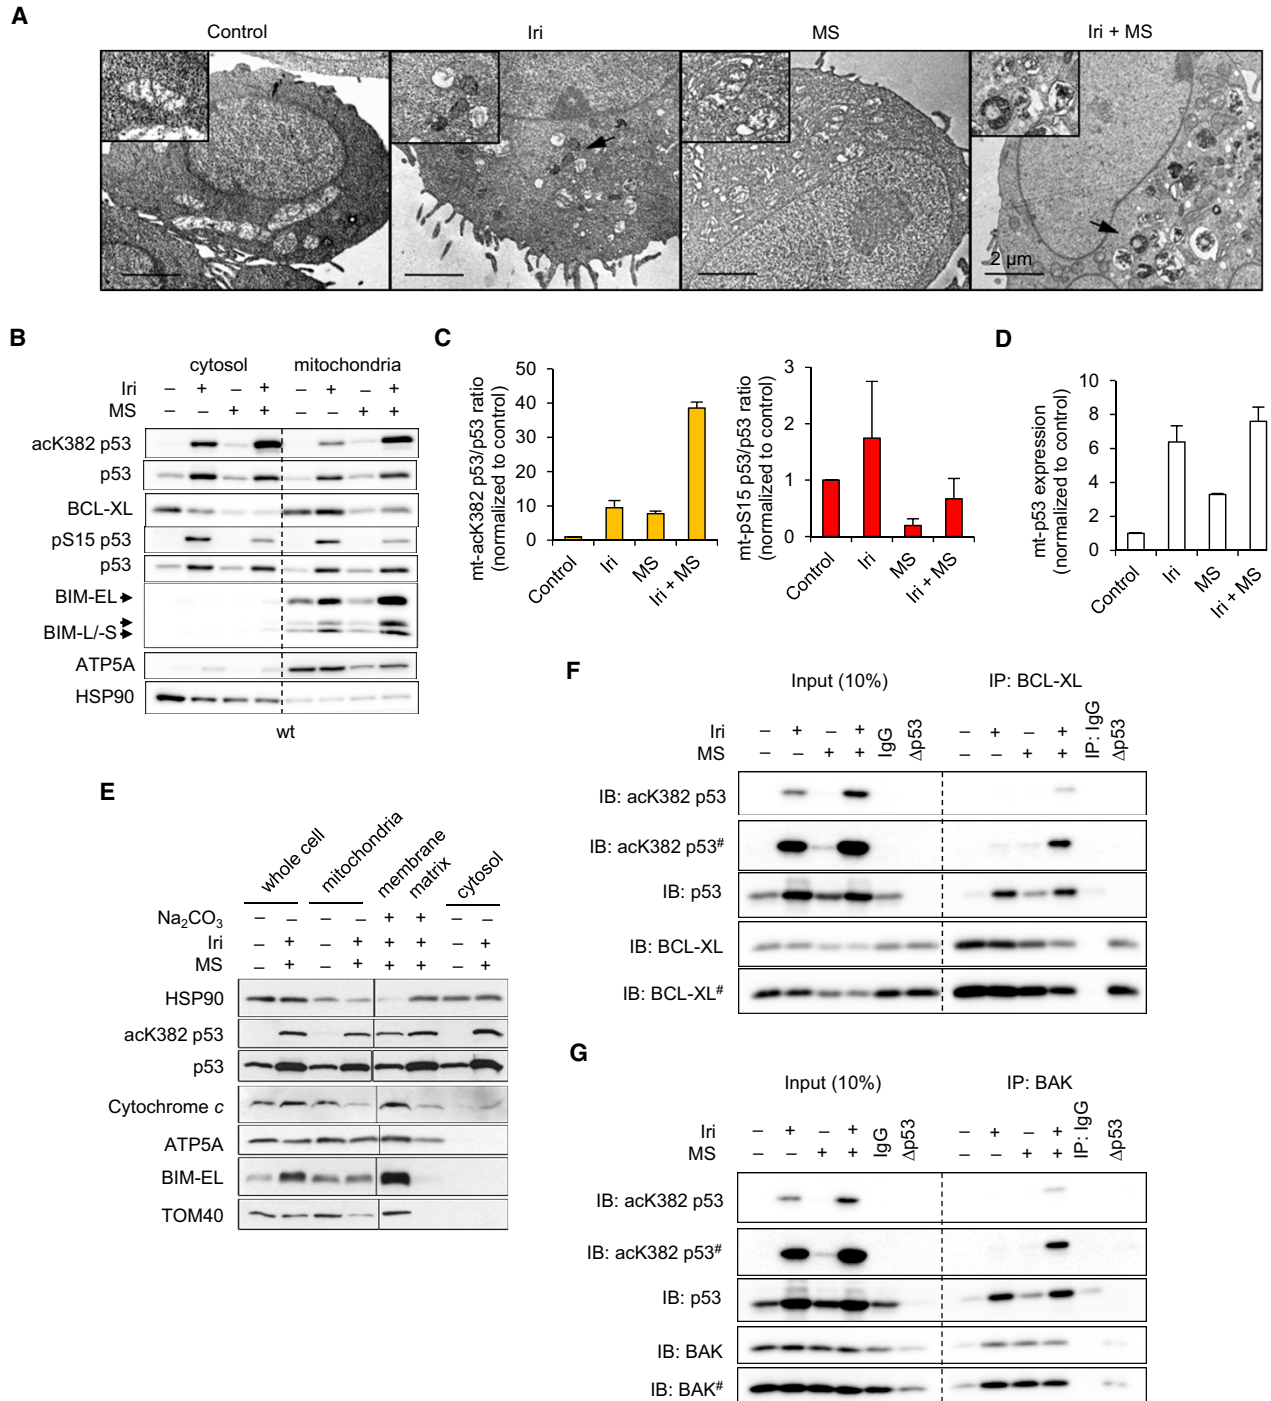 A
Control Iri MS Iri + MS
2 µm
B
cytosol mitochondria
Iri – + – + – + – +
MS – – + + – – + +
acK382 p53
p53
BCL-XL
pS15 p53
p53
BIM-EL
BIM-L/-S
ATP5A
HSP90
wt
C
mt-acK382 p53/p53 ratio
(normalized to control)
50
40
30
20
10
0
Control Iri MS Iri + MS
mt-pS15 p53/p53 ratio
(normalized to control)
3
2
1
0
Control Iri MS Iri + MS
D
mt-p53 expression
(normalized to control)
10
8
6
4
2
0
Control Iri MS Iri + MS
E
whole cell mitochondria membrane matrix cytosol
Na2CO3 – – – – + + – –
Iri – + – + + + – +
MS – + – + + + – +
HSP90
acK382 p53
p53
Cytochrome c
ATP5A
BIM-EL
TOM40
F
Input (10%) IP: BCL-XL
Iri – + – + IgG Δp53 – + – + IP: IgG Δp53
MS – – + + – – + +
IB: acK382 p53
IB: acK382 p53#
IB: p53
IB: BCL-XL
IB: BCL-XL#
G
Input (10%) IP: BAK
Iri – + – + IgG Δp53 – + – + IP: IgG Δp53
MS – – + + – – + +
IB: acK382 p53
IB: acK382 p53#
IB: p53
IB: BAK
IB: BAK#